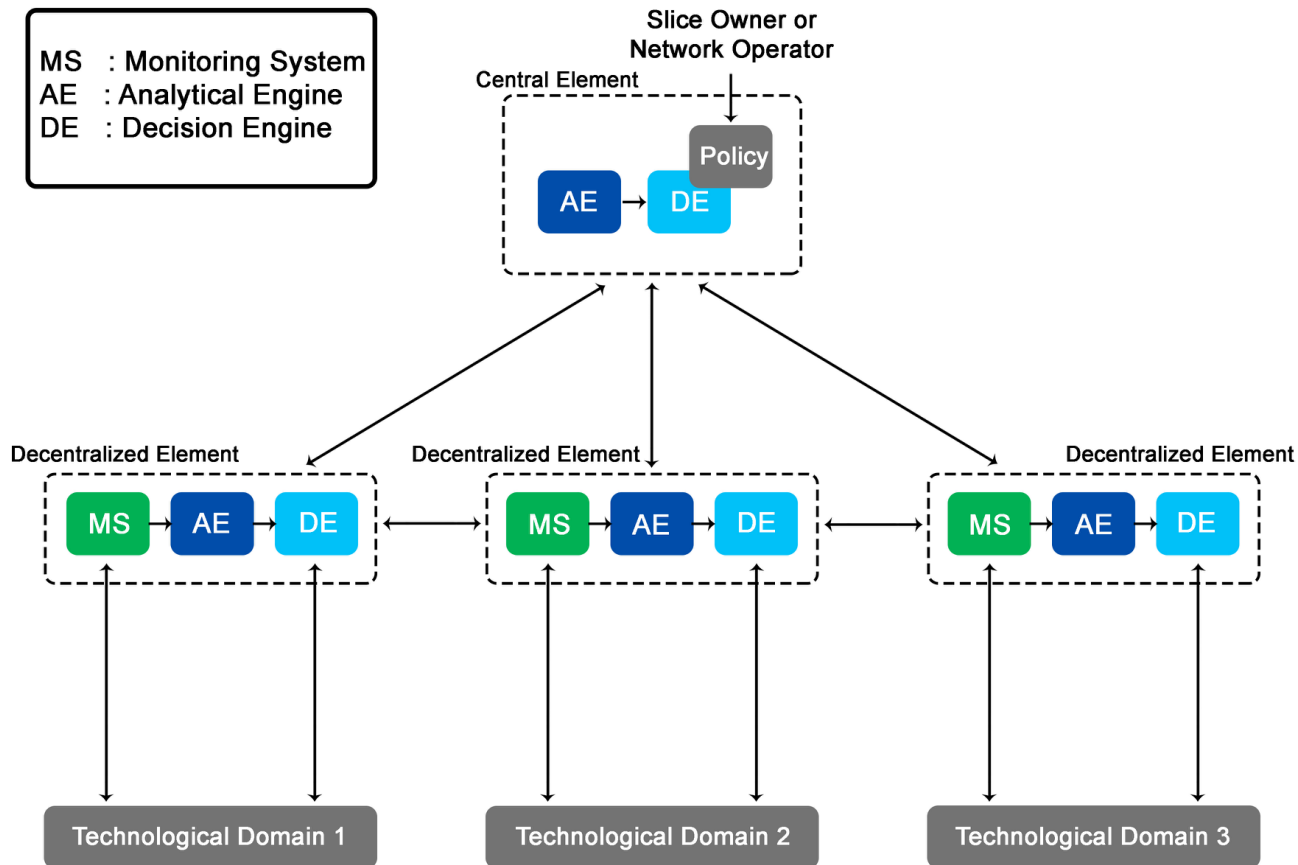 MS : Monitoring System
AE : Analytical Engine
DE : Decision Engine
Slice Owner or
Network Operator
Central Element
Policy
AE
DE
Decentralized Element
Decentralized Element
Decentralized Element
MS
AE
DE
MS
AE
DE
MS
AE
DE
Technological Domain 1
Technological Domain 2
Technological Domain 3